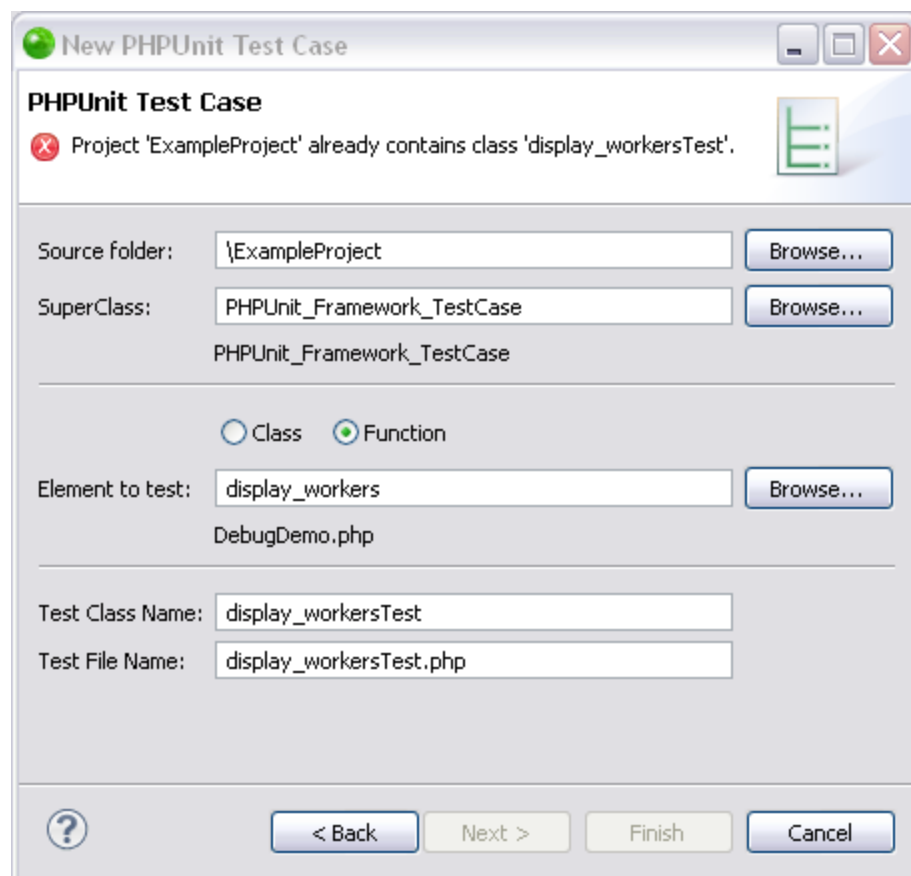 New PHPUnit Test Case
PHPUnit Test Case
Project 'ExampleProject' already contains class 'display_workersTest'.
Source folder: \ExampleProject Browse...
SuperClass: PHPUnit_Framework_TestCase Browse...
PHPUnit_Framework_TestCase
Class Function
Element to test: display_workers Browse...
DebugDemo.php
Test Class Name: display_workersTest
Test File Name: display_workersTest.php
? < Back Next > Finish Cancel